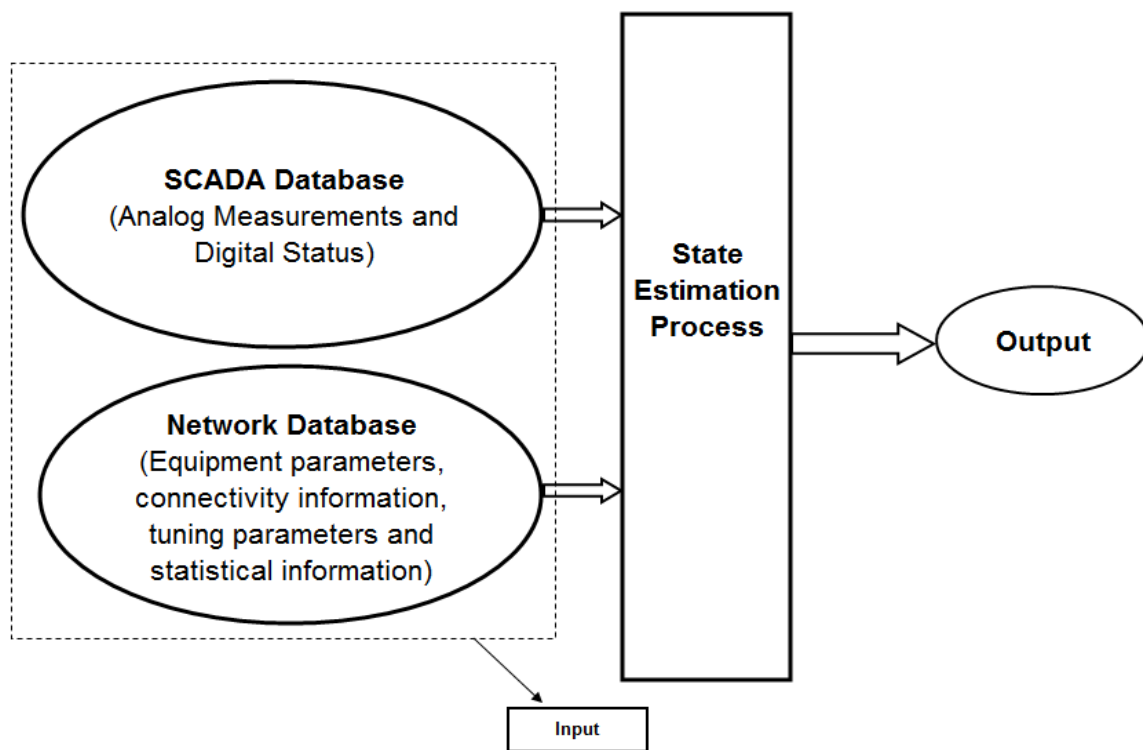 SCADA Database
(Analog Measurements and
Digital Status)
Network Database
(Equipment parameters,
connectivity information,
tuning parameters and
statistical information)
State
Estimation
Process
Output
Input